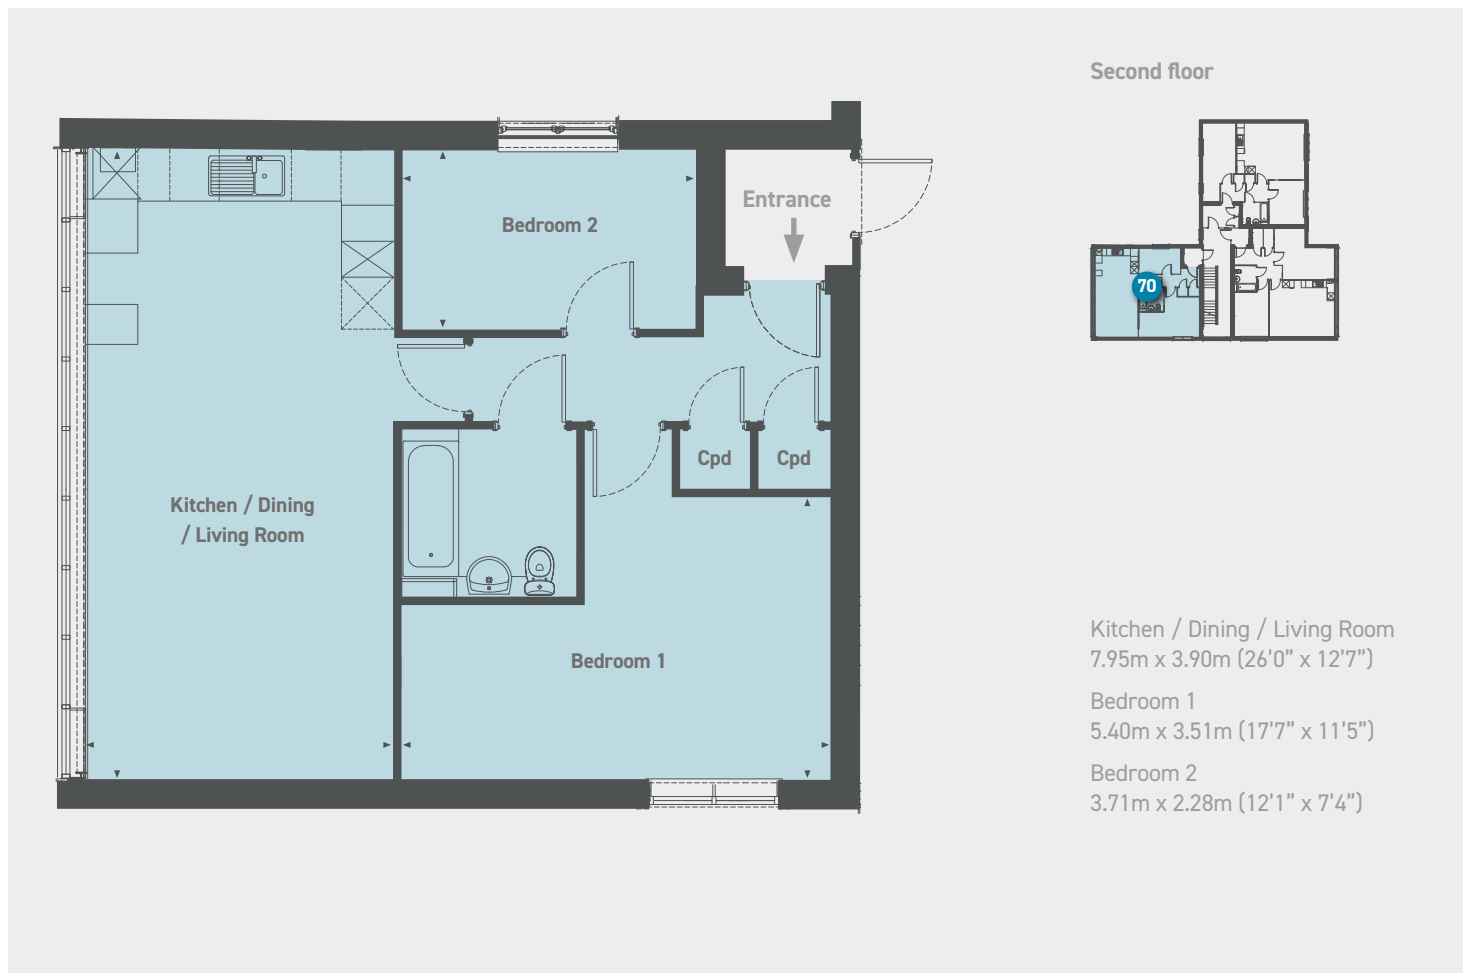 Second floor
Entrance
Bedroom 2
70
Cpd
Cpd
Kitchen / Dining
/ Living Room
Bedroom 1
Kitchen / Dining / Living Room
7.95m x 3.90m (26’0” x 12’7”)
Bedroom 1
5.40m x 3.51m (17’7” x 11’5”)
Bedroom 2
3.71m x 2.28m (12’1” x 7’4”)